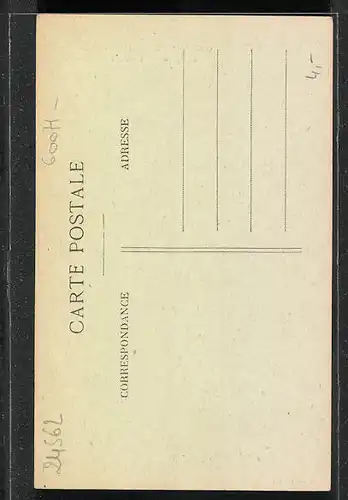 24562
600H -
4,-
CARTE POSTALE
CORRESPONDANCE
ADRESSE